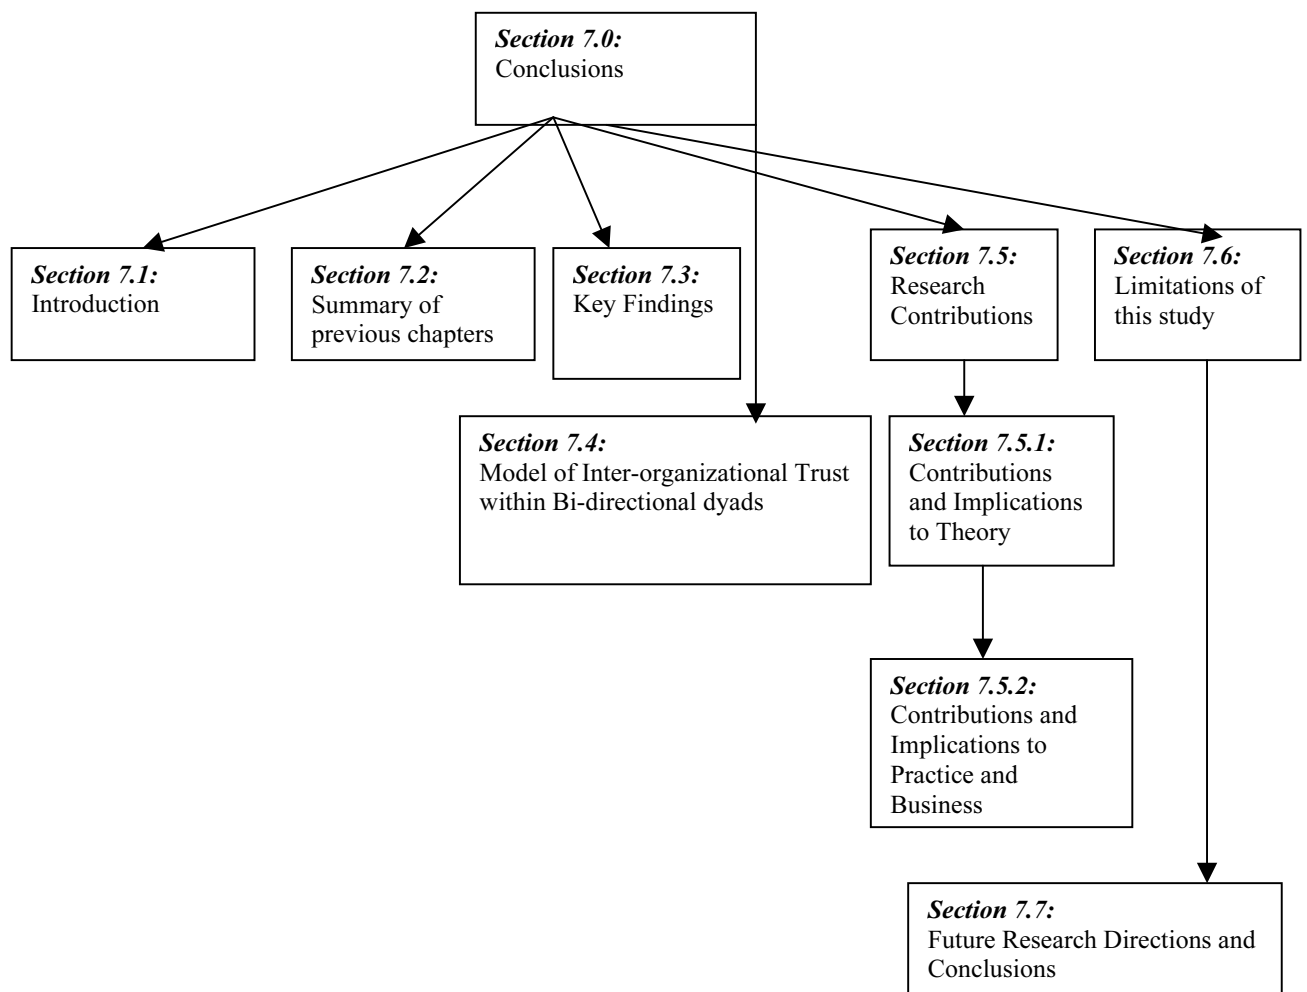 Section 7.0:
Conclusions
Section 7.1:
Introduction
Section 7.2:
Summary of
previous chapters
Section 7.3:
Key Findings
Section 7.5:
Research
Contributions
Section 7.6:
Limitations of
this study
Section 7.4:
Model of Inter-organizational Trust
within Bi-directional dyads
Section 7.5.1:
Contributions
and Implications
to Theory
Section 7.5.2:
Contributions and
Implications to
Practice and
Business
Section 7.7:
Future Research Directions and
Conclusions